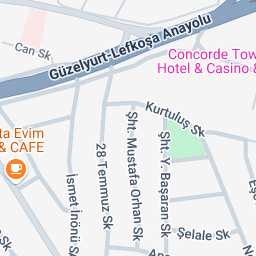 Can Sk
Güzelyurt-Lefkoşa Anayolu
Concorde Tow
Hotel & Casino &
Kurtuluş Sk
ta Evim
& CAFE
28 Temmuz Sk
Şht. Mustafa Orhan Sk
Şht. Y. Başaran Sk
İsmet İnönü S
Şelale Sk
Sk